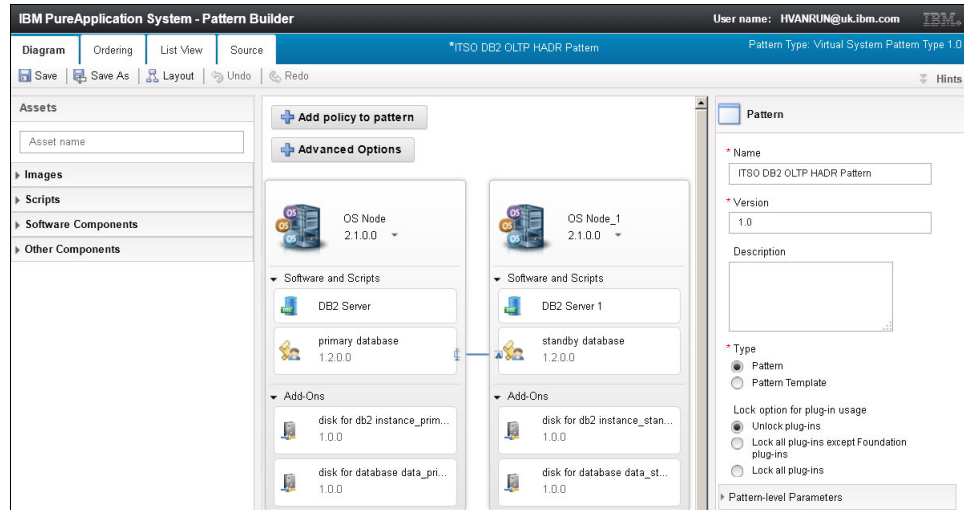 IBM PureApplication System - Pattern Builder
User name: HVANRUN@uk.ibm.com
IBM.
Diagram
Ordering
List View
Source
*ITSO DB2 OLTP HADR Pattern
Pattern Type: Virtual System Pattern Type 1.0
Save
Save As
Layout
Undo
Redo
Hints
Assets
Asset name
Images
Scripts
Software Components
Other Components
Add policy to pattern
Advanced Options
OS
OS
OS
OS Node
2.1.0.0
Software and Scripts
DB2 Server
primary database
1.2.0.0
Add-Ons
disk for db2 instance_prim...
1.0.0
disk for database data_pri...
1.0.0
OS
OS
OS
OS Node_1
2.1.0.0
Software and Scripts
DB2 Server 1
A
standby database
1.2.0.0
Add-Ons
disk for db2 instance_stan...
1.0.0
disk for database data_st...
1.0.0
Pattern
* Name
ITSO DB2 OLTP HADR Pattern
* Version
1.0
Description
* Type
Pattern
Pattern Template
Lock option for plug-in usage
Unlock plug-ins
Lock all plug-ins except Foundation
plug-ins
Lock all plug-ins
Pattern-level Parameters